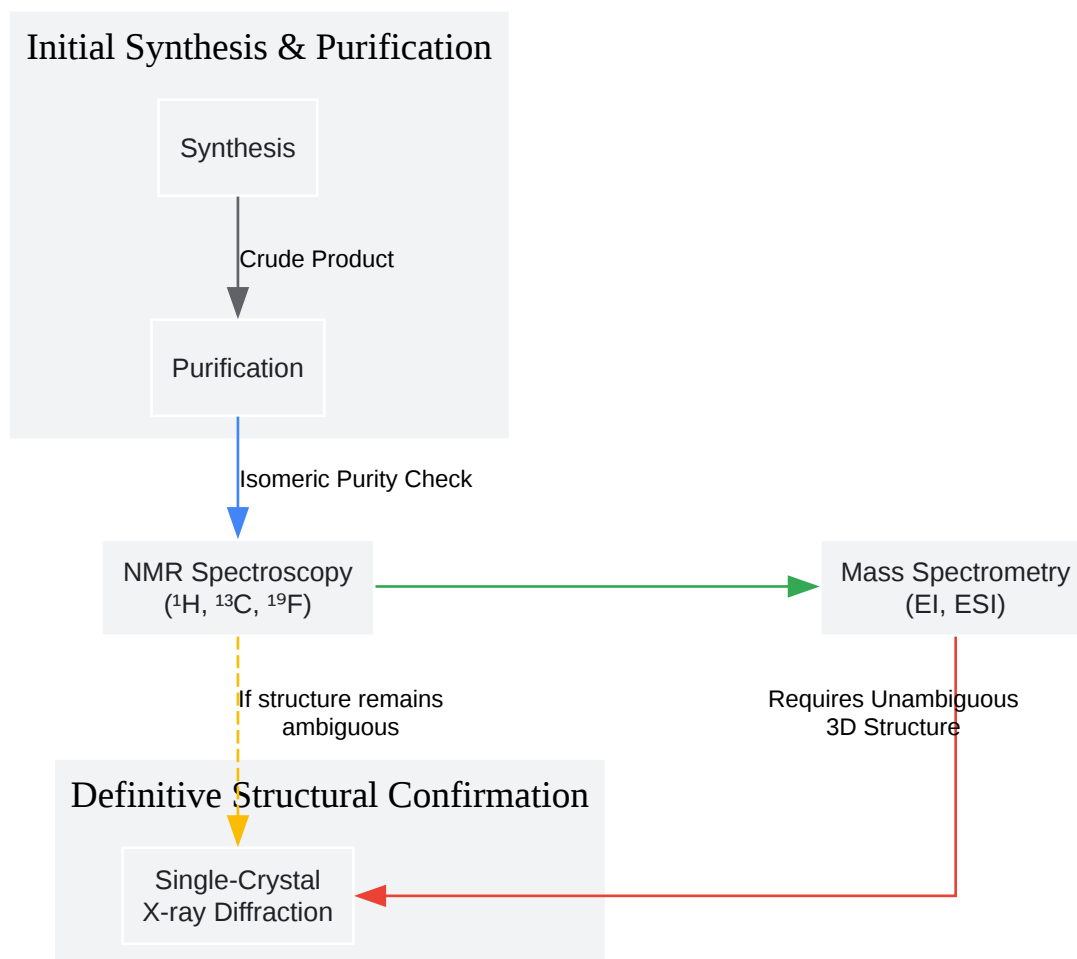 Initial Synthesis & Purification
Synthesis
Crude Product
Purification
Isomeric Purity Check
NMR Spectroscopy
(¹H, ¹³C, ¹⁹F)
Mass Spectrometry
(EI, ESI)
If structure remains
ambiguous
Requires Unambiguous
3D Structure
Definitive Structural Confirmation
Single-Crystal
X-ray Diffraction